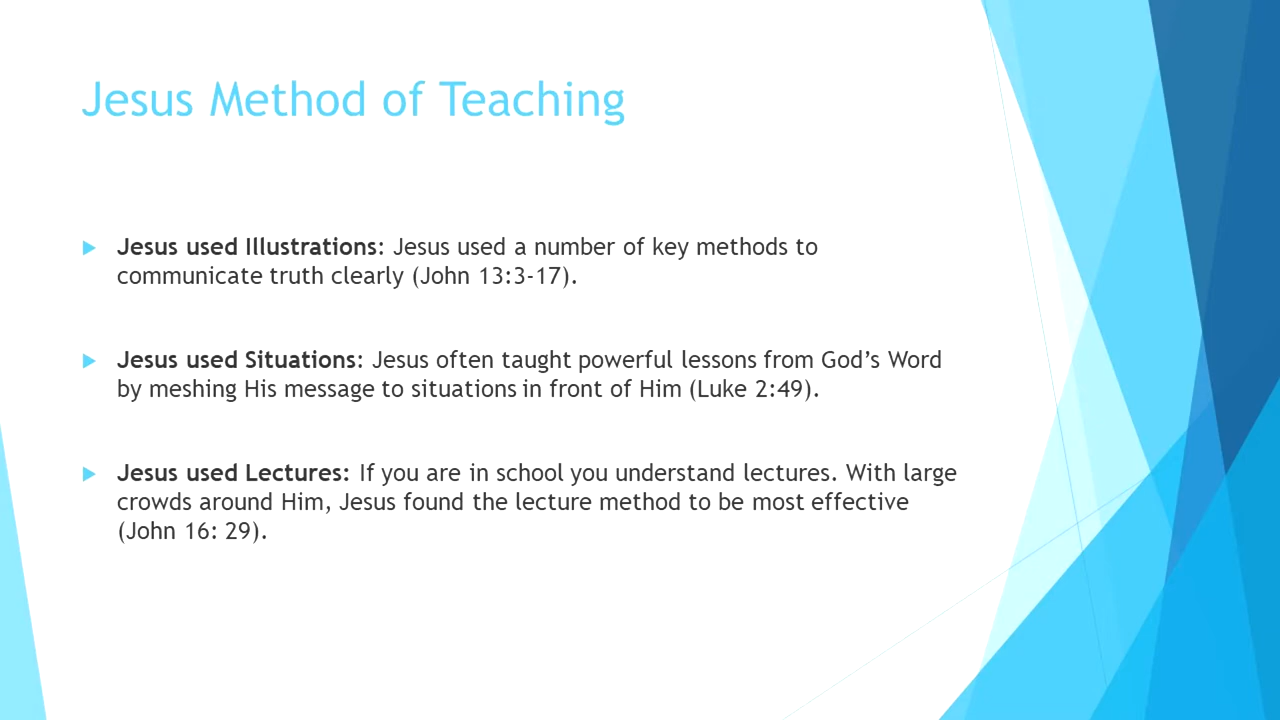 Jesus Method of Teaching
Jesus used Illustrations: Jesus used a number of key methods to
communicate truth clearly (John 13:3-17).
Jesus used Situations: Jesus often taught powerful lessons from God’s Word
by meshing His message to situations in front of Him (Luke 2:49).
Jesus used Lectures: If you are in school you understand lectures. With large
crowds around Him, Jesus found the lecture method to be most effective
(John 16: 29).